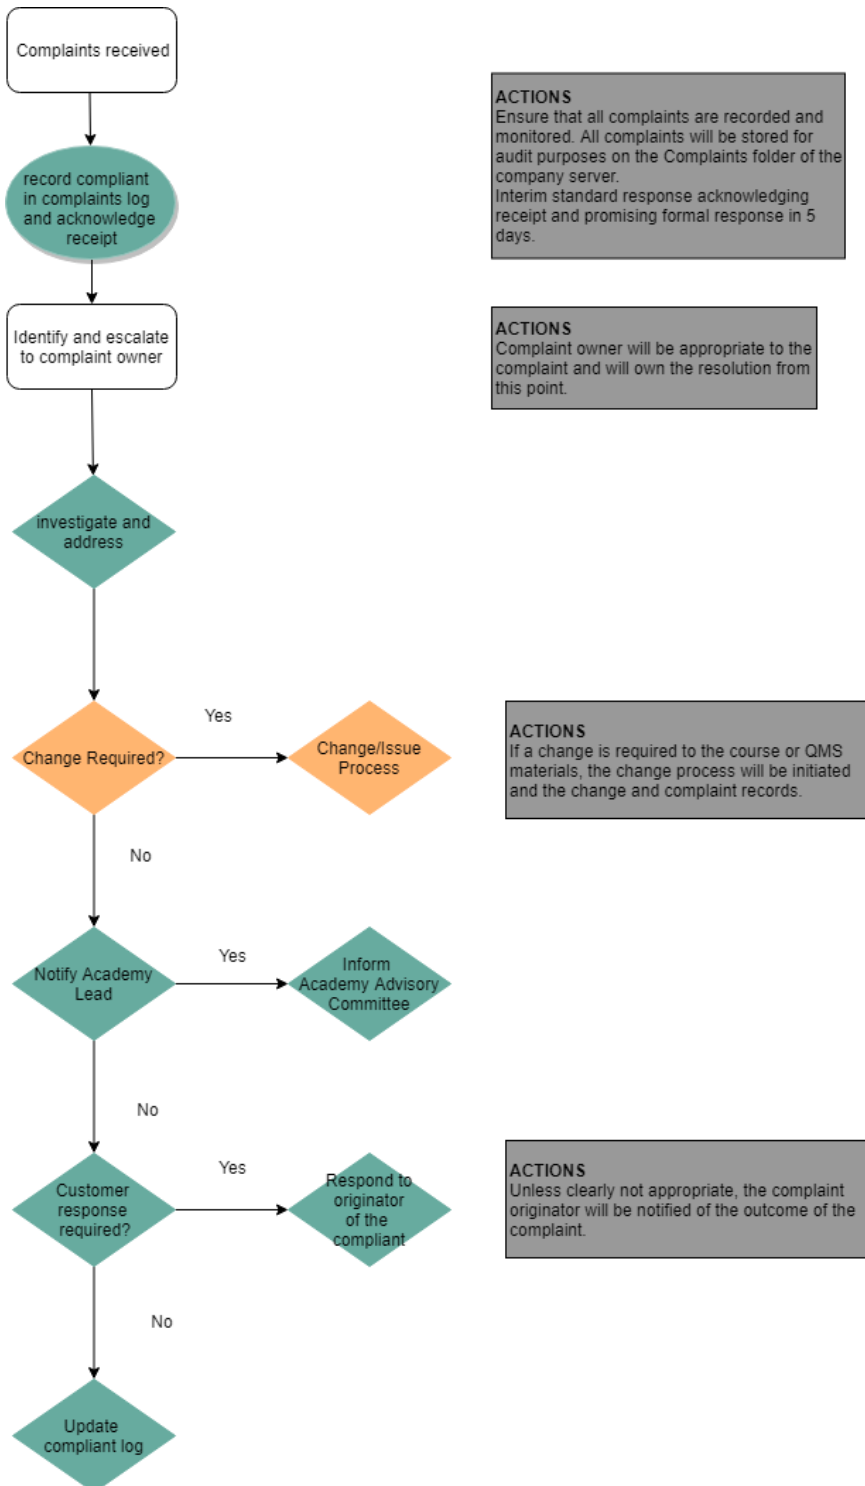 Complaints received
ACTIONS
Ensure that all complaints are recorded and
monitored. All complaints will be stored for
audit purposes on the Complaints folder of the
company server.
Interim standard response acknowledging
receipt and promising formal response in 5
days.
record compliant
in complaints log
and acknowledge
receipt
Identify and escalate
to complaint owner
ACTIONS
Complaint owner will be appropriate to the
complaint and will own the resolution from
this point.
investigate and
address
Change Required?
Yes
Change/Issue
Process
ACTIONS
If a change is required to the course or QMS
materials, the change process will be initiated
and the change and complaint records.
No
Notify Academy
Lead
Yes
Inform
Academy Advisory
Committee
No
Customer
response
required?
Yes
Respond to
originator
of the
compliant
ACTIONS
Unless clearly not appropriate, the complaint
originator will be notified of the outcome of the
complaint.
No
Update
compliant log